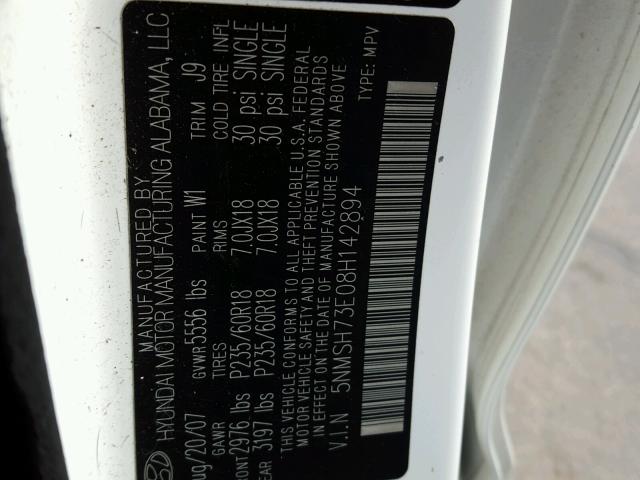 MANUFACTURED BY
HYUNDAI MOTOR MANUFACTURING ALABAMA, LLC
ug/20/07 GVWR 5556 lbs PAINT W1 TRIM J9
GAWR TIRES RIMS COLD TIRE INFL
ONT 2976 lbs P235/60R18 7.0JX18 30 psi SINGLE
EAR 3197 lbs P235/60R18 7.0JX18 30 psi SINGLE
THIS VEHICLE CONFORMS TO ALL APPLICABLE U.S.A. FEDERAL
MOTOR VEHICLE SAFETY AND THEFT PREVENTION STANDARDS
IN EFFECT ON THE DATE OF MANUFACTURE SHOWN ABOVE
V.I.N 5NMSH73E08H142894
TYPE: MPV